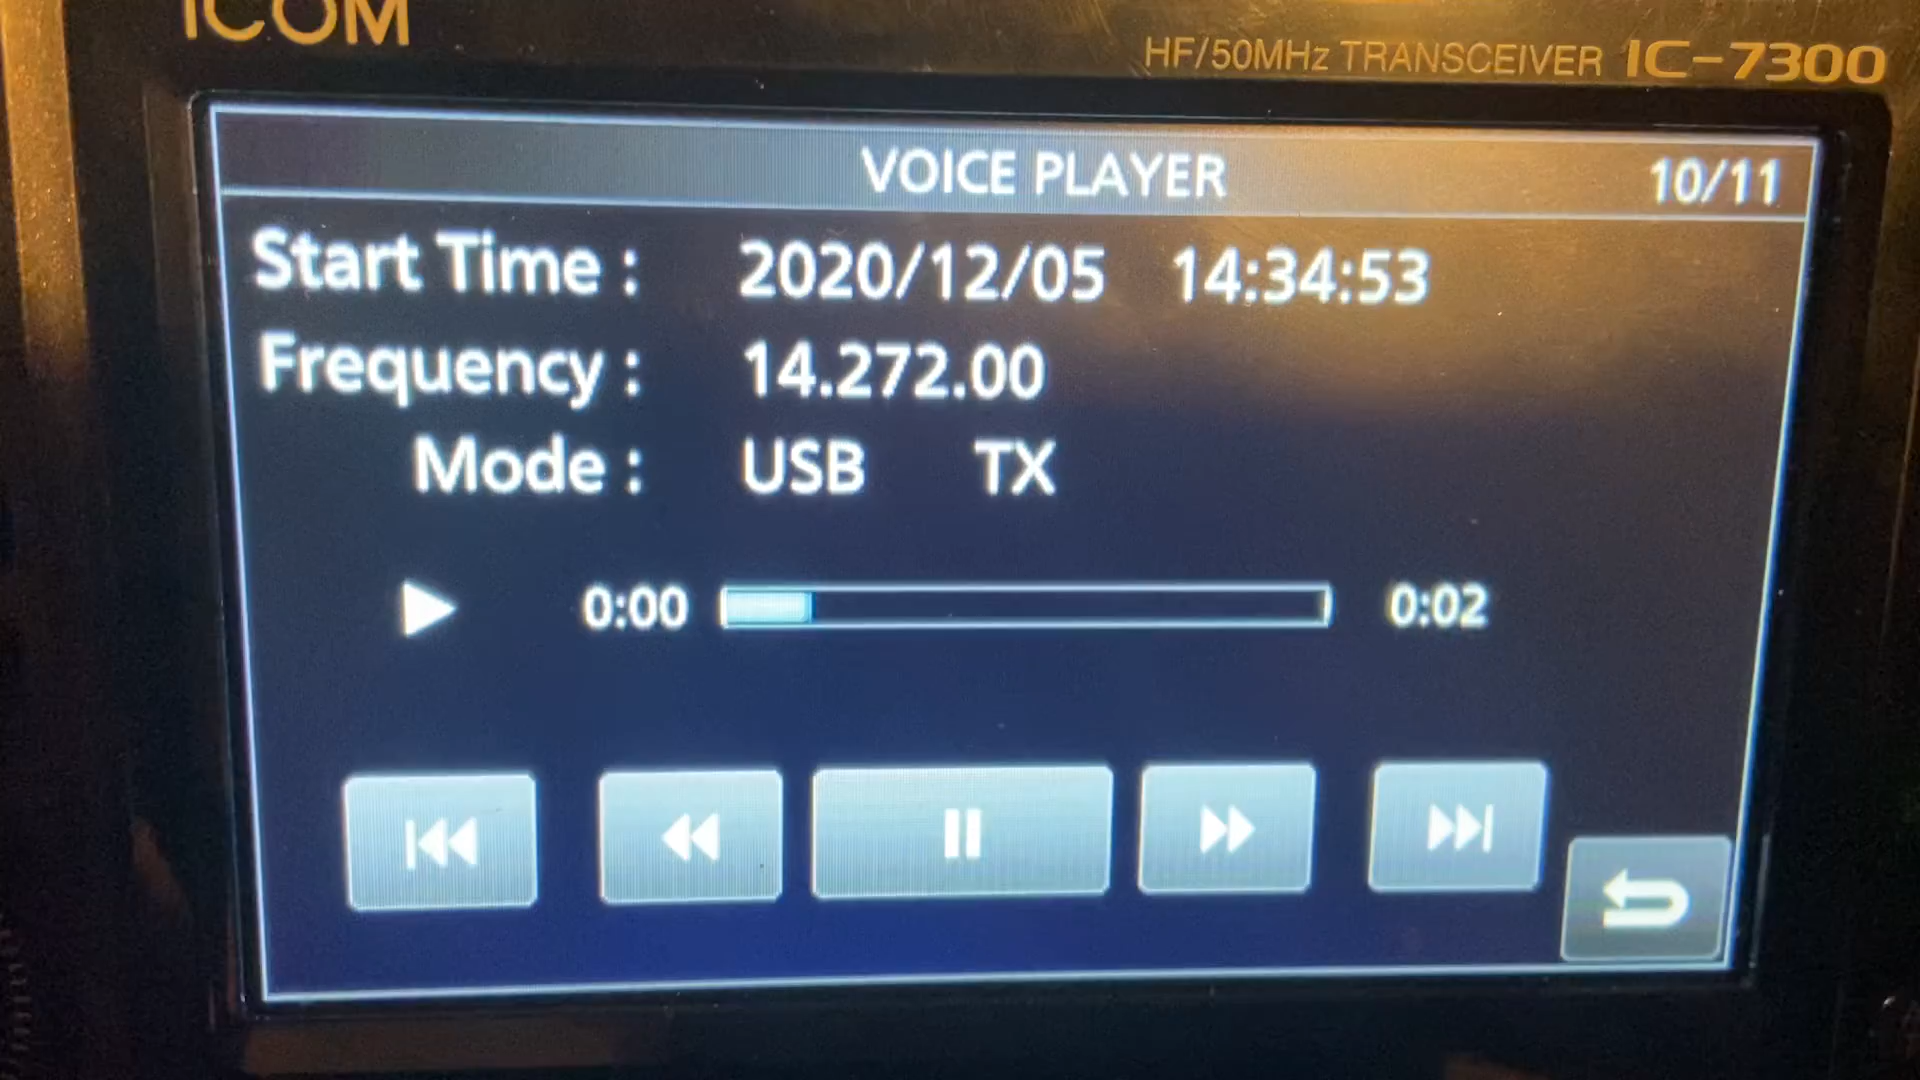 ICOM
HF/50MHz TRANSCEIVER IC-7300
VOICE PLAYER 10/11
Start Time : 2020/12/05 14:34:53
Frequency : 14.272.00
Mode : USB TX
0:00 0:02